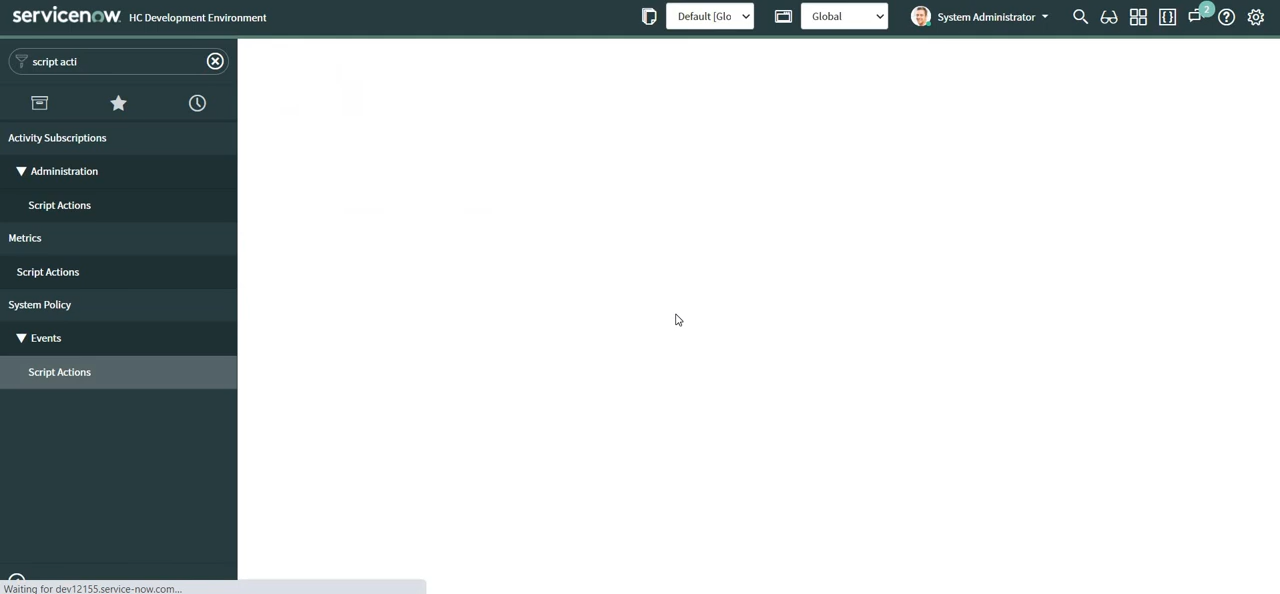 servicenow. HC Development Environment
Default [Glo
Global
System Administrator
2
script acti
Activity Subscriptions
Administration
Script Actions
Metrics
Script Actions
System Policy
Events
Script Actions
Waiting for dev12155.service-now.com...